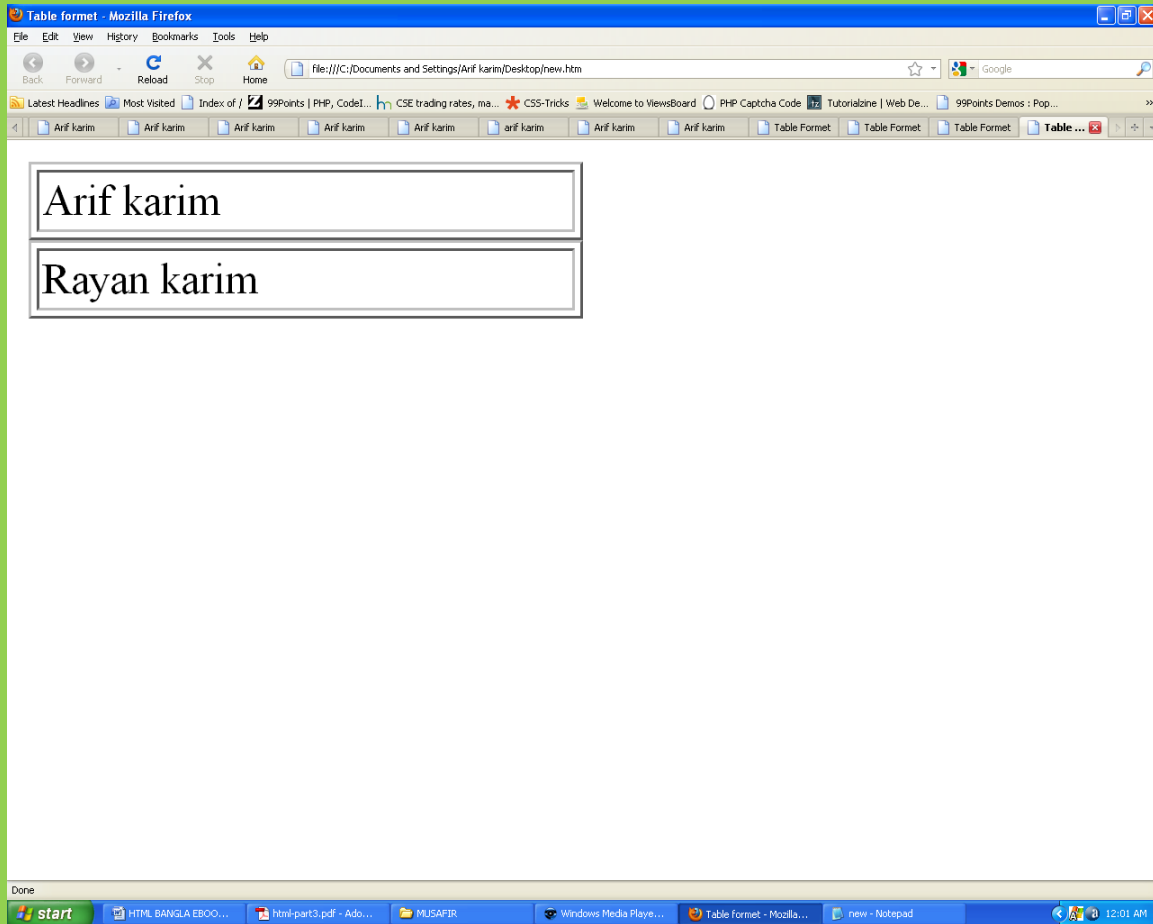 Table formet - Mozilla Firefox
File Edit View History Bookmarks Tools Help
Back Forward Reload Stop Home file:///C:/Documents and Settings/Arif karim/Desktop/new.htm Google
Latest Headlines Most Visited Index of / 99Points | PHP, CodeI... CSE trading rates, ma... CSS-Tricks Welcome to ViewsBoard PHP Captcha Code Tutorialzine | Web De... 99Points Demos : Pop...
Arif karim Arif karim Arif karim Arif karim Arif karim arif karim Arif karim Arif karim Table Formet Table Formet Table Formet Table ...
Arif karim
Rayan karim
Done
start HTML BANGLA EBOO... html-part3.pdf - Ado... MUSAFIR Windows Media Playe... Table formet - Mozilla... new - Notepad 12:01 AM